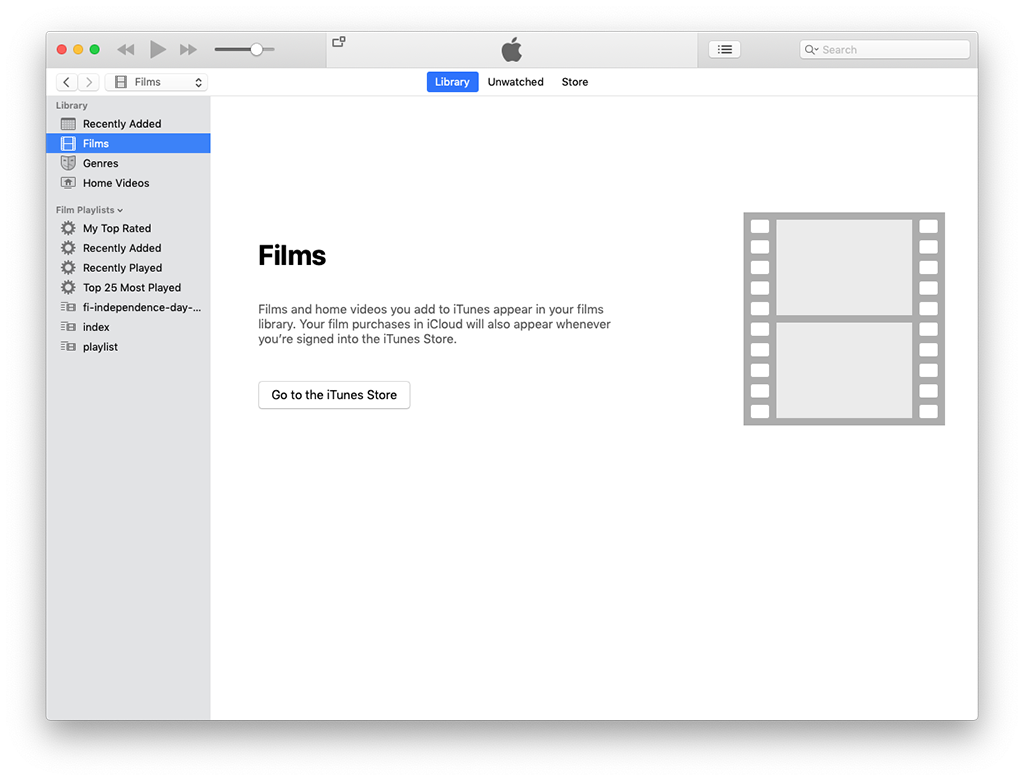 Search
Films
Library
Unwatched
Store
Library
Recently Added
Films
Genres
Home Videos
Film Playlists
My Top Rated
Recently Added
Recently Played
Top 25 Most Played
fi-independence-day-...
index
playlist
Films
Films and home videos you add to iTunes appear in your films
library. Your film purchases in iCloud will also appear whenever
you’re signed into the iTunes Store.
Go to the iTunes Store